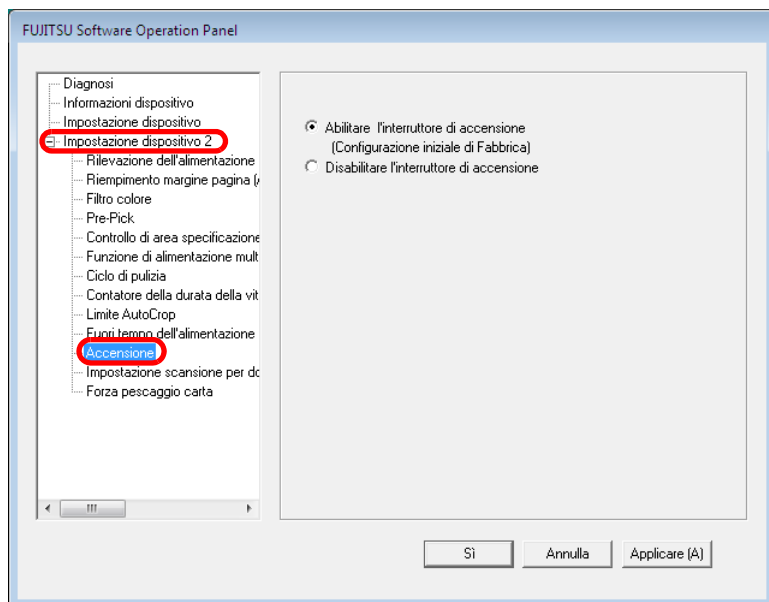 FUJITSU Software Operation Panel
Diagnosi
Informazioni dispositivo
Impostazione dispositivo
Impostazione dispositivo 2
Rilevazione dell'alimentazione
Riempimento margine pagina (
Filtro colore
Pre-Pick
Controllo di area specificazione
Funzione di alimentazione mult
Ciclo di pulizia
Contatore della durata della vit
Limite AutoCrop
Fuori tempo dell'alimentazione
Accensione
Impostazione scansione per do
Forza pescaggio carta
Abilitare l'interruttore di accensione
(Configurazione iniziale di Fabbrica)
Disabilitare l'interruttore di accensione
Sì
Annulla
Applicare (A)